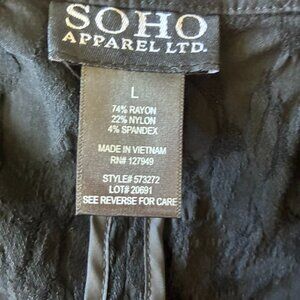 SOHO
APPAREL LTD.
L
74% RAYON
22% NYLON
4% SPANDEX
MADE IN VIETNAM
RN# 127949
STYLE# 573272
LOT# 20691
SEE REVERSE FOR CARE